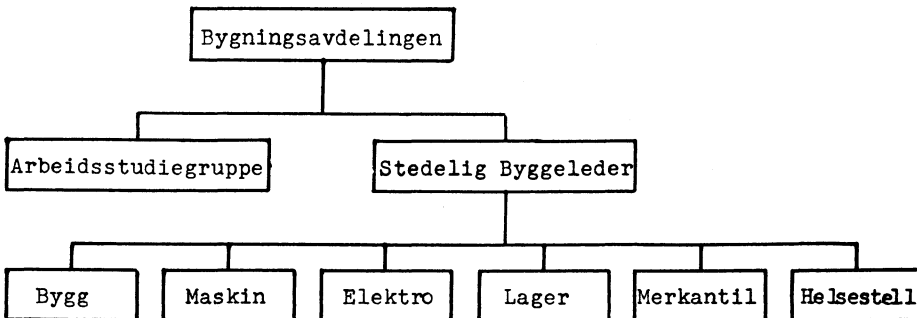 Bygningsavdelingen
Arbeidsstudiegruppe
Stedelig Byggeleder
Bygg
Maskin
Elektro
Lager
Merkantil
Helsestell